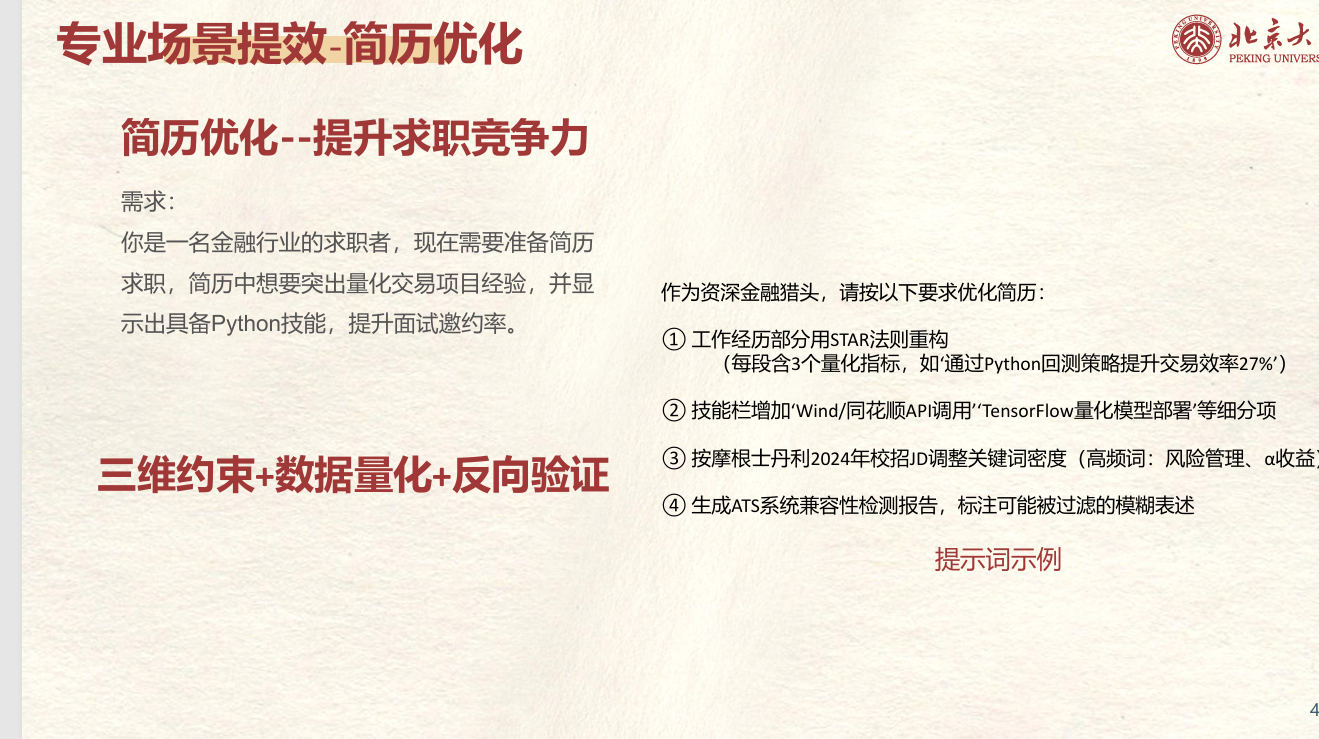 专业场景提效-简历优化
北京大
PEKING UNIVERS
简历优化--提升求职竞争力
需求：
你是一名金融行业的求职者，现在需要准备简历
求职，简历中想要突出量化交易项目经验，并显
示出具备Python技能，提升面试邀约率。
三维约束+数据量化+反向验证
作为资深金融猎头，请按以下要求优化简历：
① 工作经历部分用STAR法则重构
（每段含3个量化指标，如‘通过Python回测策略提升交易效率27%’）
② 技能栏增加‘Wind/同花顺API调用’‘TensorFlow量化模型部署’等细分项
③ 按摩根士丹利2024年校招JD调整关键词密度（高频词：风险管理、α收益）
④ 生成ATS系统兼容性检测报告，标注可能被过滤的模糊表述
提示词示例
4